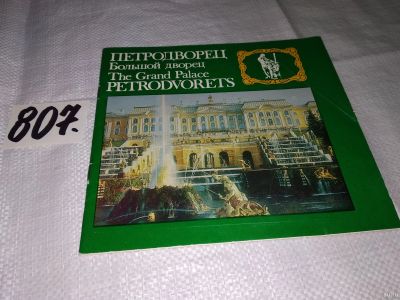 ПЕТРОДВОРЕЦ
Большой дворец
The Grand Palace
PETRODVORETS
807.